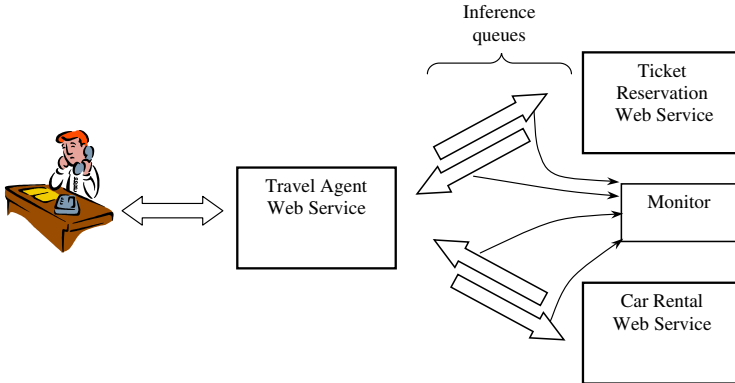 Inference
queues
Ticket
Reservation
Web Service
Travel Agent
Web Service
Monitor
Car Rental
Web Service